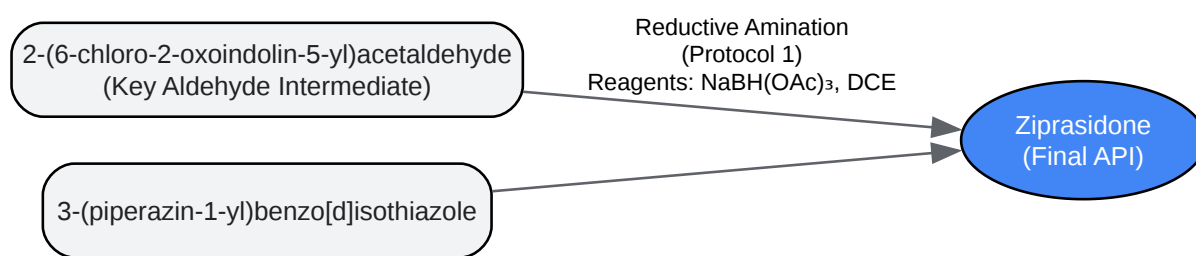 2-(6-chloro-2-oxoindolin-5-yl)acetaldehyde
(Key Aldehyde Intermediate)
Reductive Amination
(Protocol 1)
Reagents: NaBH(OAc)₃, DCE
Ziprasidone
(Final API)
3-(piperazin-1-yl)benzo[d]isothiazole